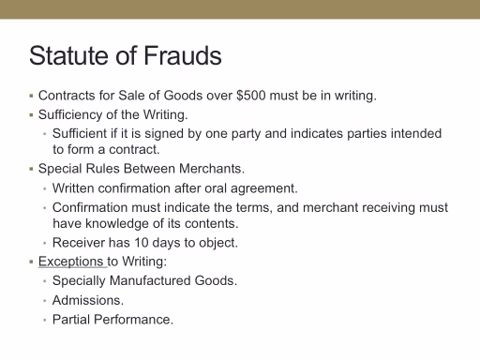 Statute of Frauds
▪ Contracts for Sale of Goods over $500 must be in writing.
▪ Sufficiency of the Writing.
• Sufficient if it is signed by one party and indicates parties intended
to form a contract.
▪ Special Rules Between Merchants.
• Written confirmation after oral agreement.
• Confirmation must indicate the terms, and merchant receiving must
have knowledge of its contents.
• Receiver has 10 days to object.
▪ Exceptions to Writing:
• Specially Manufactured Goods.
• Admissions.
• Partial Performance.